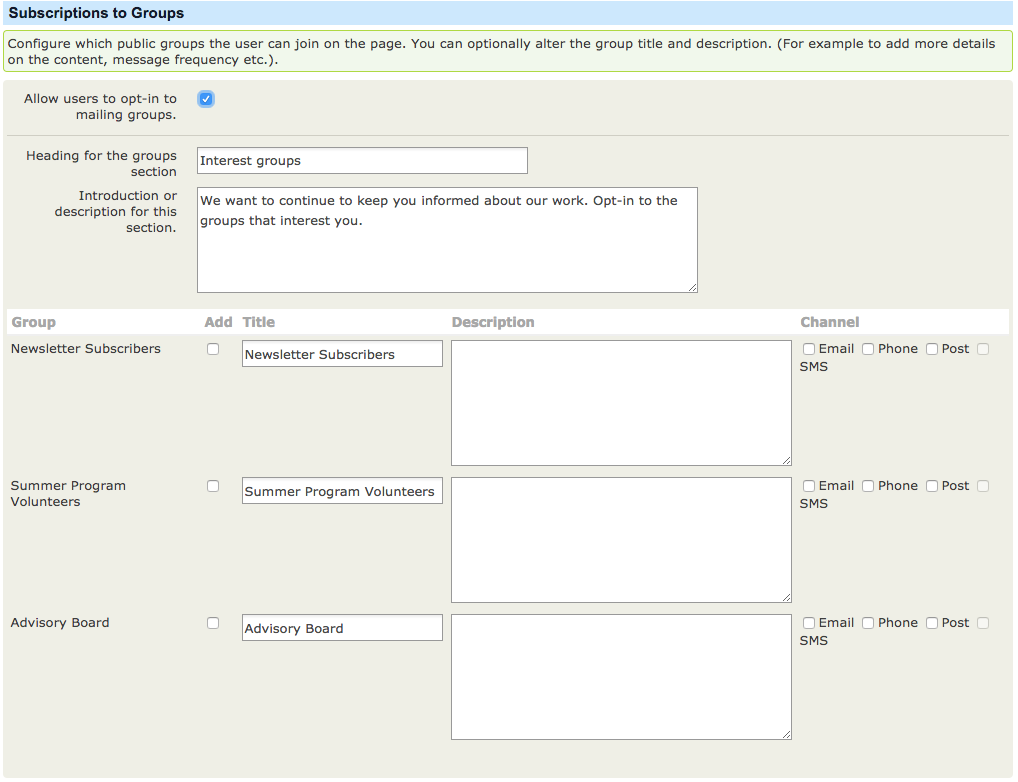 Subscriptions to Groups
Configure which public groups the user can join on the page. You can optionally alter the group title and description. (For example to add more details
on the content, message frequency etc.).
Allow users to opt-in to
mailing groups.
Heading for the groups
section
Interest groups
Introduction or
description for this
section.
We want to continue to keep you informed about our work. Opt-in to the
groups that interest you.
Group Add Title Description Channel
Newsletter Subscribers Newsletter Subscribers Email Phone Post
SMS
Summer Program
Volunteers
Summer Program Volunteers Email Phone Post
SMS
Advisory Board Advisory Board Email Phone Post
SMS